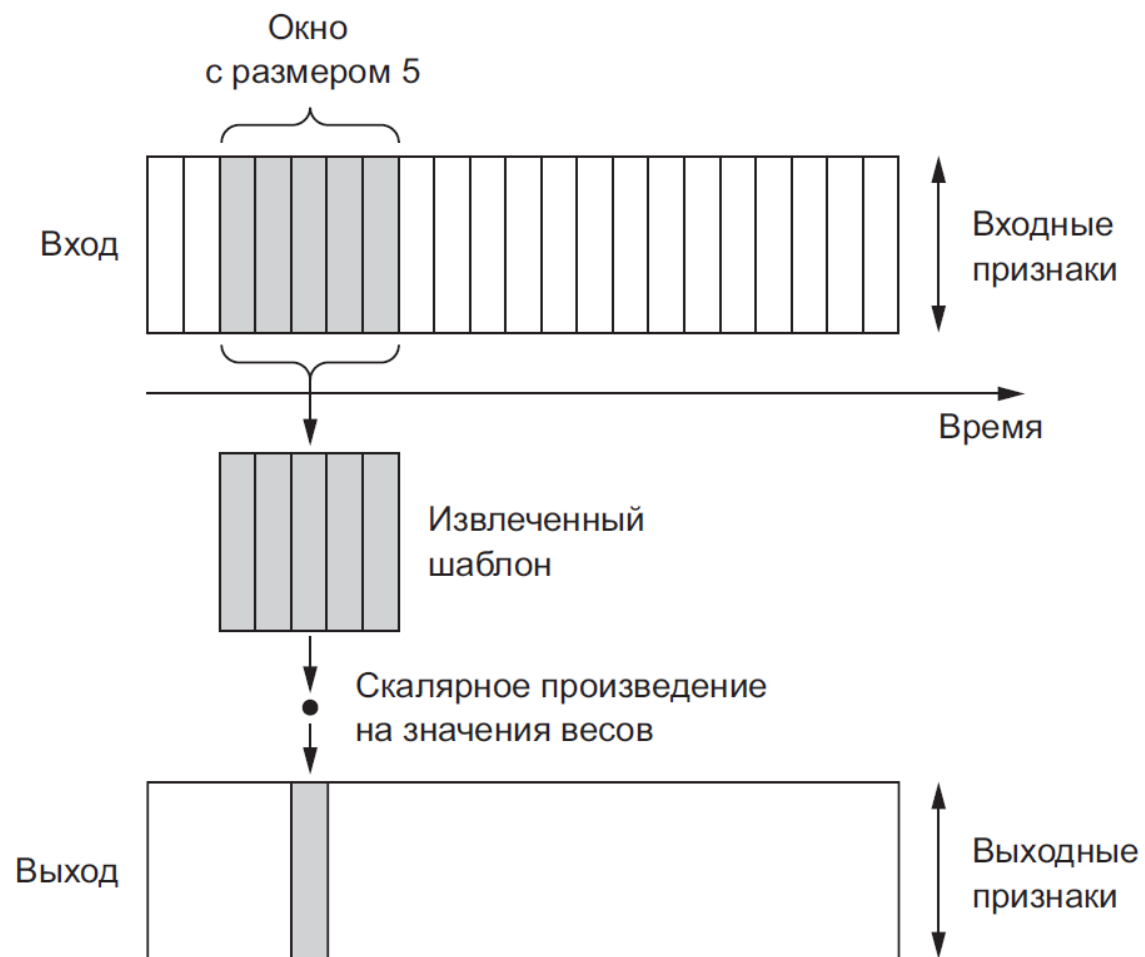 Окно
с размером 5
Вход
Входные
признаки
Время
Извлеченный
шаблон
Скалярное произведение
на значения весов
Выход
Выходные
признаки